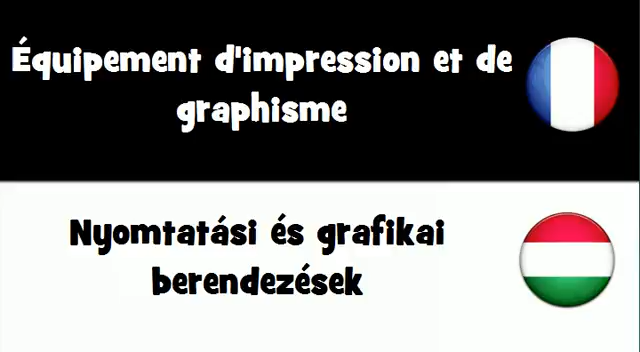 Équipement d'impression et de
graphisme
Nyomtatási és grafikai
berendezések